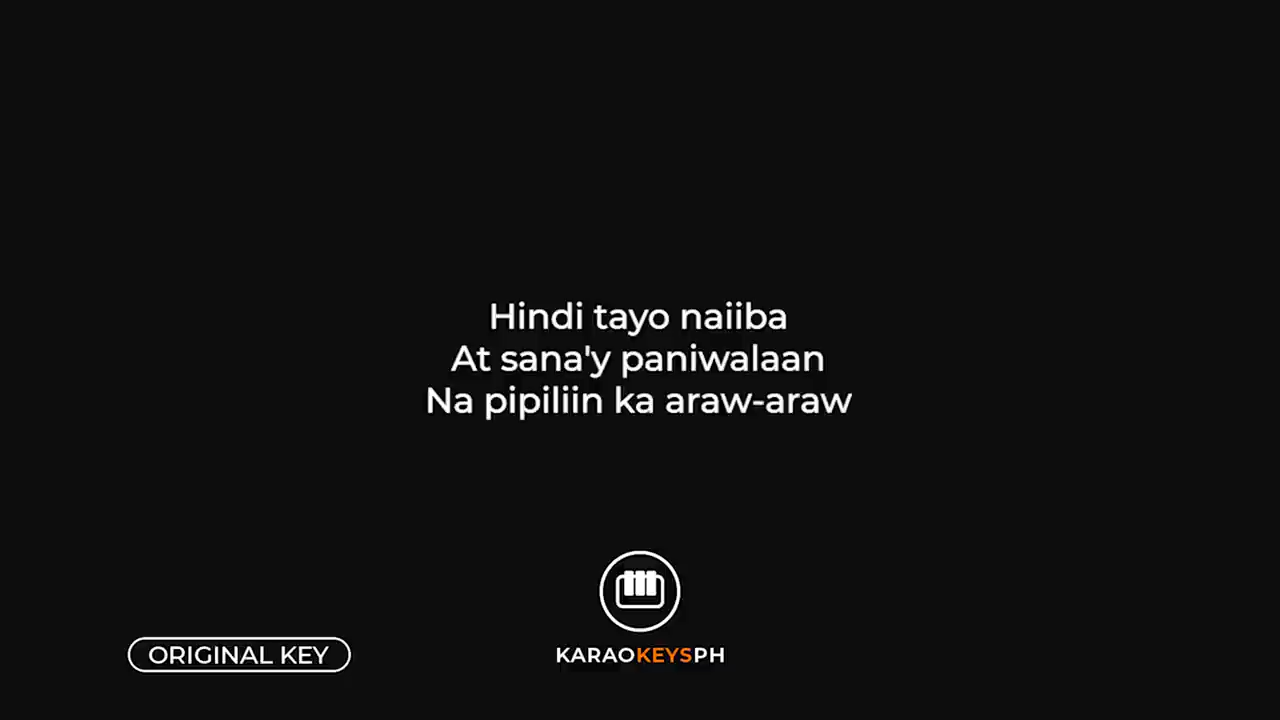 Hindi tayo naiiba
At sana'y paniwalaan
Na pipiliin ka araw-araw
ORIGINAL KEY
KARAOKEYSPH